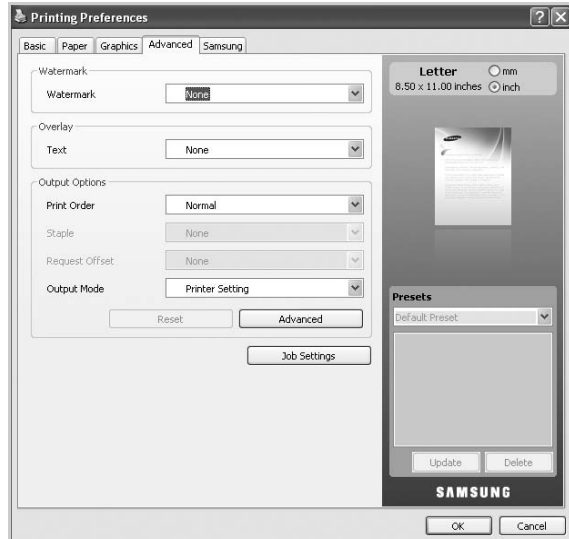 Printing Preferences
Basic Paper Graphics Advanced Samsung
Watermark
Watermark None
Overlay
Text None
Output Options
Print Order Normal
Staple None
Request Offset None
Output Mode Printer Setting
Reset Advanced
Job Settings
Letter mm
8.50 x 11.00 inches inch
Presets
Default Preset
Update Delete
SAMSUNG
OK Cancel